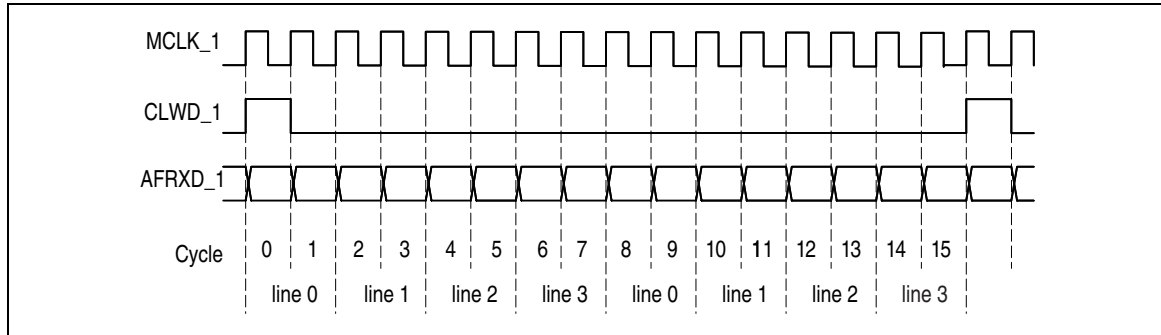 MCLK_1
CLWD_1
AFRXD_1
Cycle 0 1 2 3 4 5 6 7 8 9 10 11 12 13 14 15
line 0 line 1 line 2 line 3 line 0 line 1 line 2 line 3